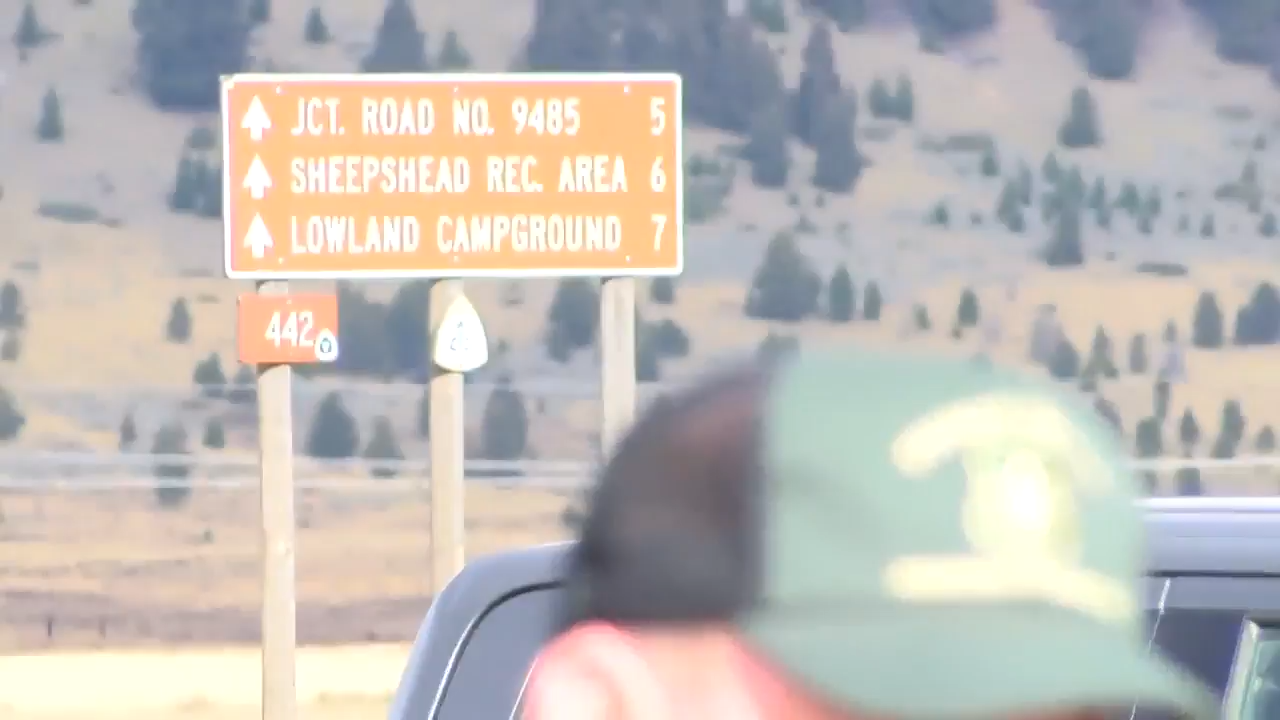 JCT. ROAD NO. 9485 5
SHEEPSHEAD REC. AREA 6
LOWLAND CAMPGROUND 7
442